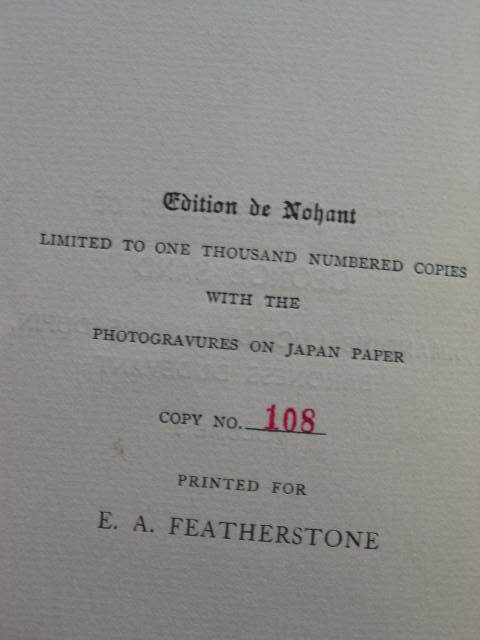 Edition de Nohant
LIMITED TO ONE THOUSAND NUMBERED COPIES
WITH THE
PHOTOGRAVURES ON JAPAN PAPER
COPY NO. 108
PRINTED FOR
E. A. FEATHERSTONE